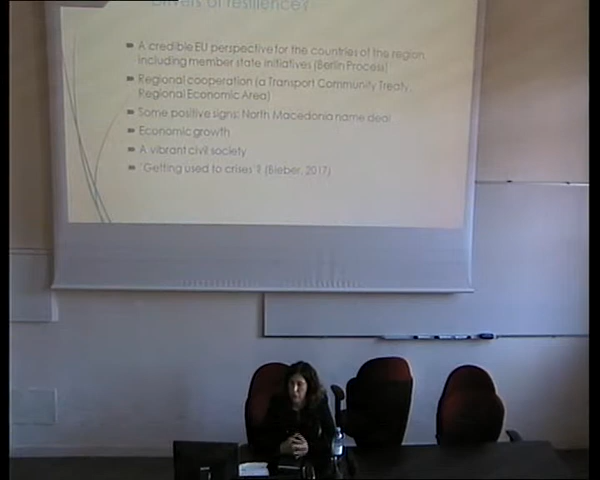 Drivers of resilience?
A credible EU perspective for the countries of the region,
including member state initiatives (Berlin Process)
Regional cooperation (a Transport Community Treaty,
Regional Economic Area)
Some positive signs: North Macedonia name deal
Economic growth
A vibrant civil society
'Getting used to crises'? (Bieber, 2017)